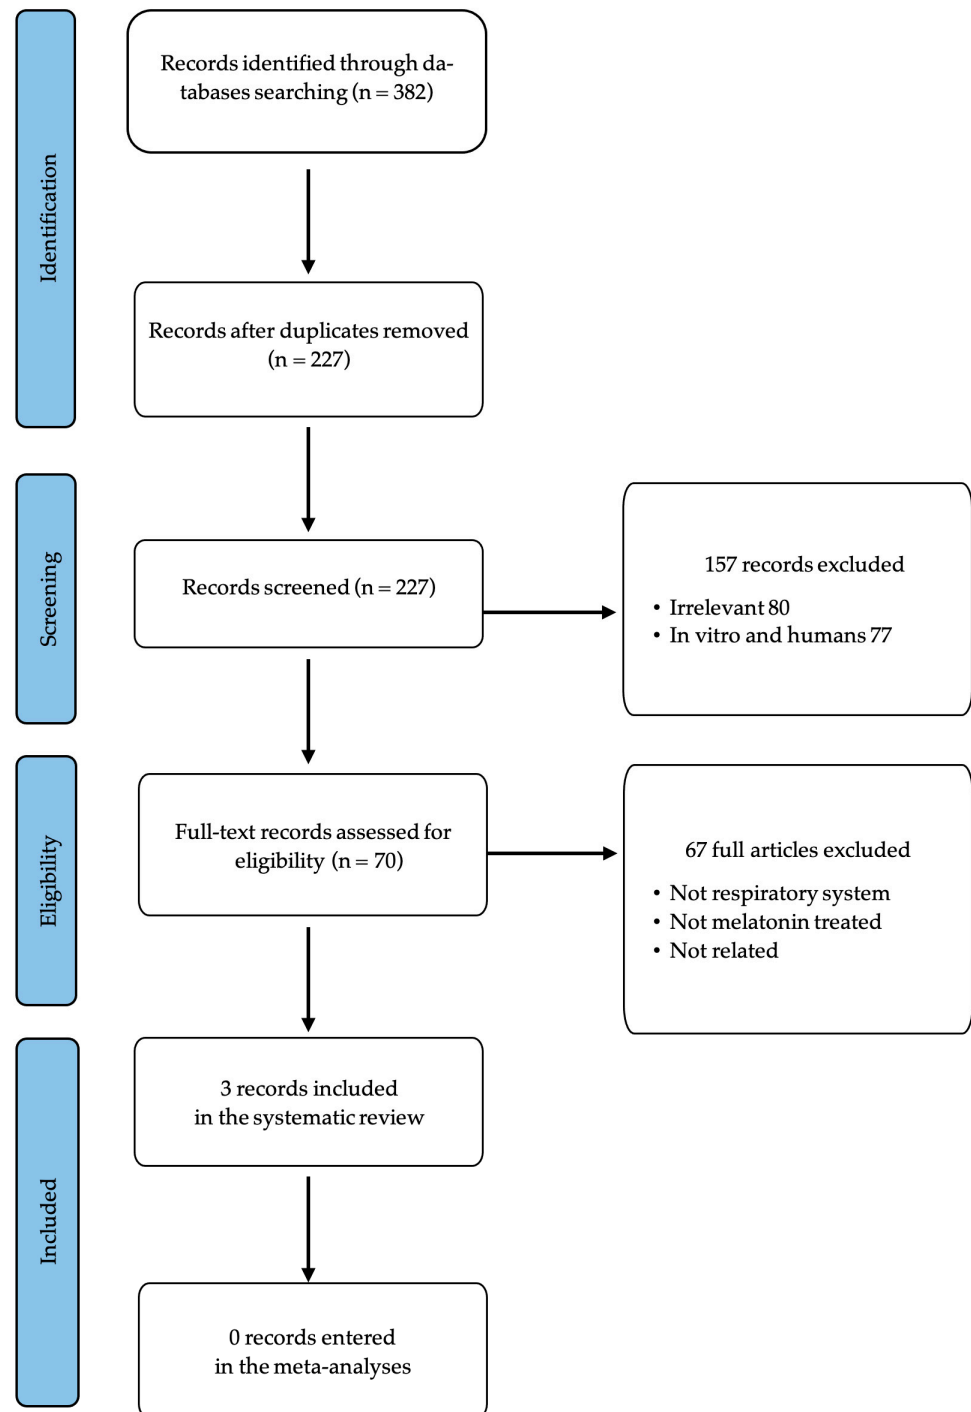 Identification
Records identified through da-
tabases searching (n = 382)
Records after duplicates removed
(n = 227)
Screening
Records screened (n = 227)
157 records excluded
• Irrelevant 80
• In vitro and humans 77
Eligibility
Full-text records assessed for
eligibility (n = 70)
67 full articles excluded
• Not respiratory system
• Not melatonin treated
• Not related
Included
3 records included
in the systematic review
0 records entered
in the meta-analyses